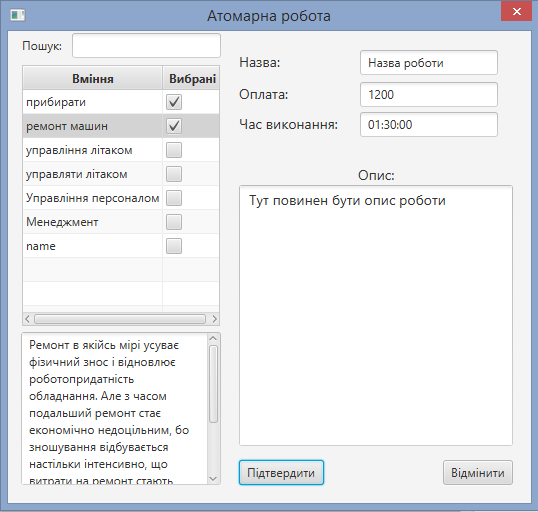 Атомарна робота
Пошук:
Вміння Вибрані
прибирати
ремонт машин
управління літаком
управляти літаком
Управління персоналом
Менеджмент
name
Ремонт в якійсь мірі усуває
фізичний знос і відновлює
роботопридатність
обладнання. Але з часом
подальший ремонт стає
економічно недоцільним, бо
зношування відбувається
настільки інтенсивно, що
витрати на ремонт стають
Назва: Назва роботи
Оплата: 1200
Час виконання: 01:30:00
Опис:
Тут повинен бути опис роботи
Підтвердити Відмінити